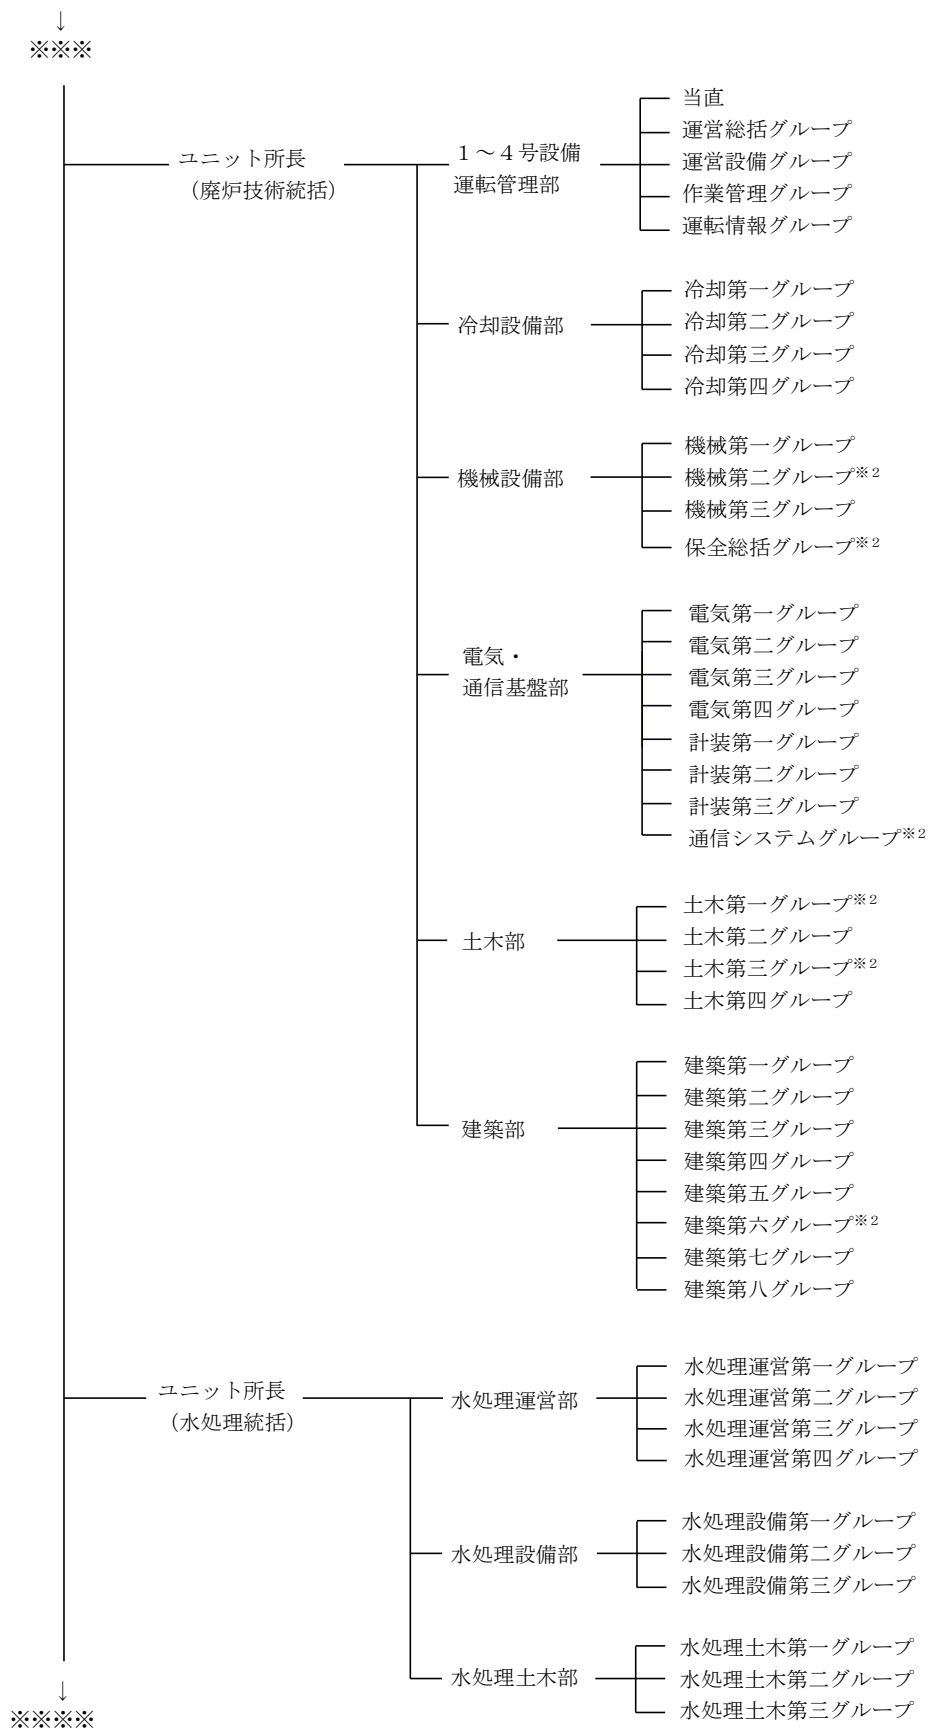 ↓
※※※
ユニット所長
（廃炉技術統括）
１～４号設備
運転管理部
当直
運営総括グループ
運営設備グループ
作業管理グループ
運転情報グループ
冷却設備部
冷却第一グループ
冷却第二グループ
冷却第三グループ
冷却第四グループ
機械設備部
機械第一グループ
機械第二グループ※２
機械第三グループ
保全総括グループ※２
電気・
通信基盤部
電気第一グループ
電気第二グループ
電気第三グループ
電気第四グループ
計装第一グループ
計装第二グループ
計装第三グループ
通信システムグループ※２
土木部
土木第一グループ※２
土木第二グループ
土木第三グループ※２
土木第四グループ
建築部
建築第一グループ
建築第二グループ
建築第三グループ
建築第四グループ
建築第五グループ
建築第六グループ※２
建築第七グループ
建築第八グループ
ユニット所長
（水処理統括）
水処理運営部
水処理運営第一グループ
水処理運営第二グループ
水処理運営第三グループ
水処理運営第四グループ
水処理設備部
水処理設備第一グループ
水処理設備第二グループ
水処理設備第三グループ
水処理土木部
水処理土木第一グループ
水処理土木第二グループ
水処理土木第三グループ
↓
※※※※